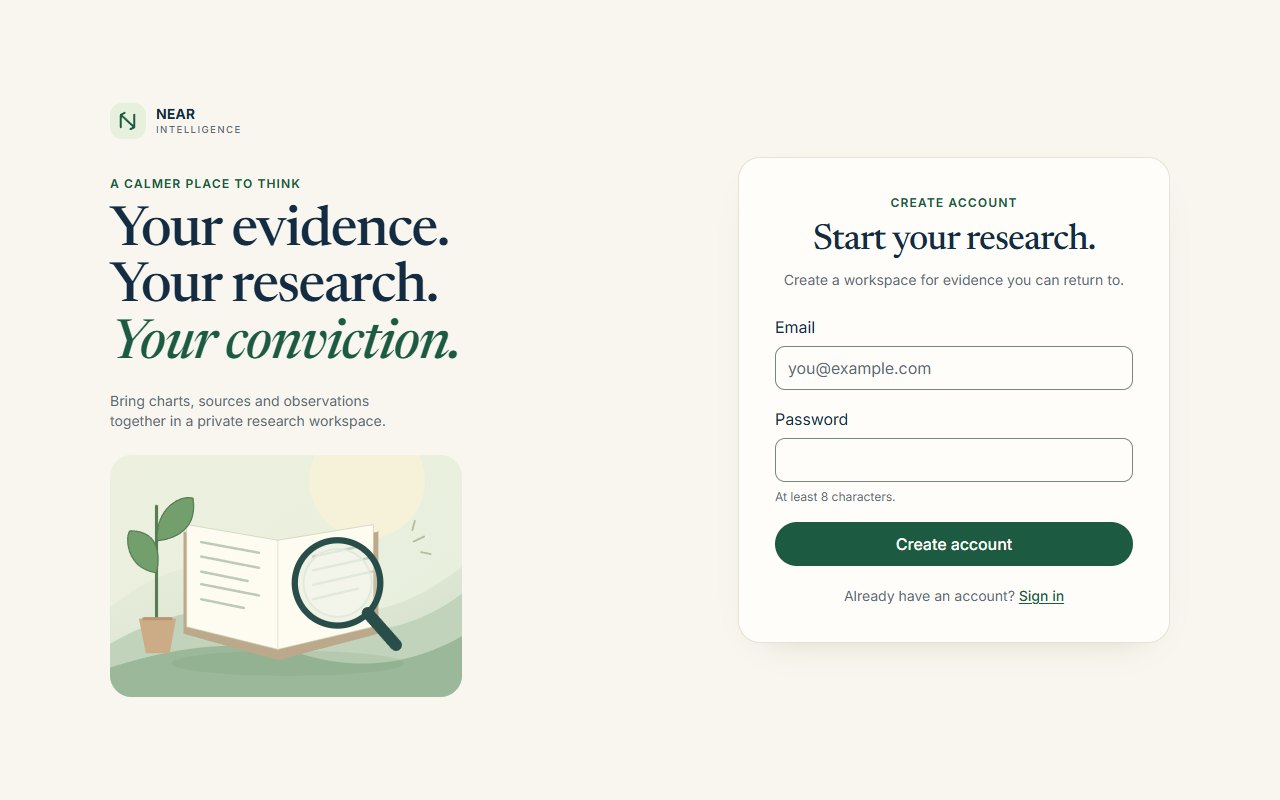 NEAR
INTELLIGENCE
A CALMER PLACE TO THINK
Your evidence.
Your research.
Your conviction.
Bring charts, sources and observations
together in a private research workspace.
CREATE ACCOUNT
Start your research.
Create a workspace for evidence you can return to.
Email
you@example.com
Password
At least 8 characters.
Create account
Already have an account? Sign in